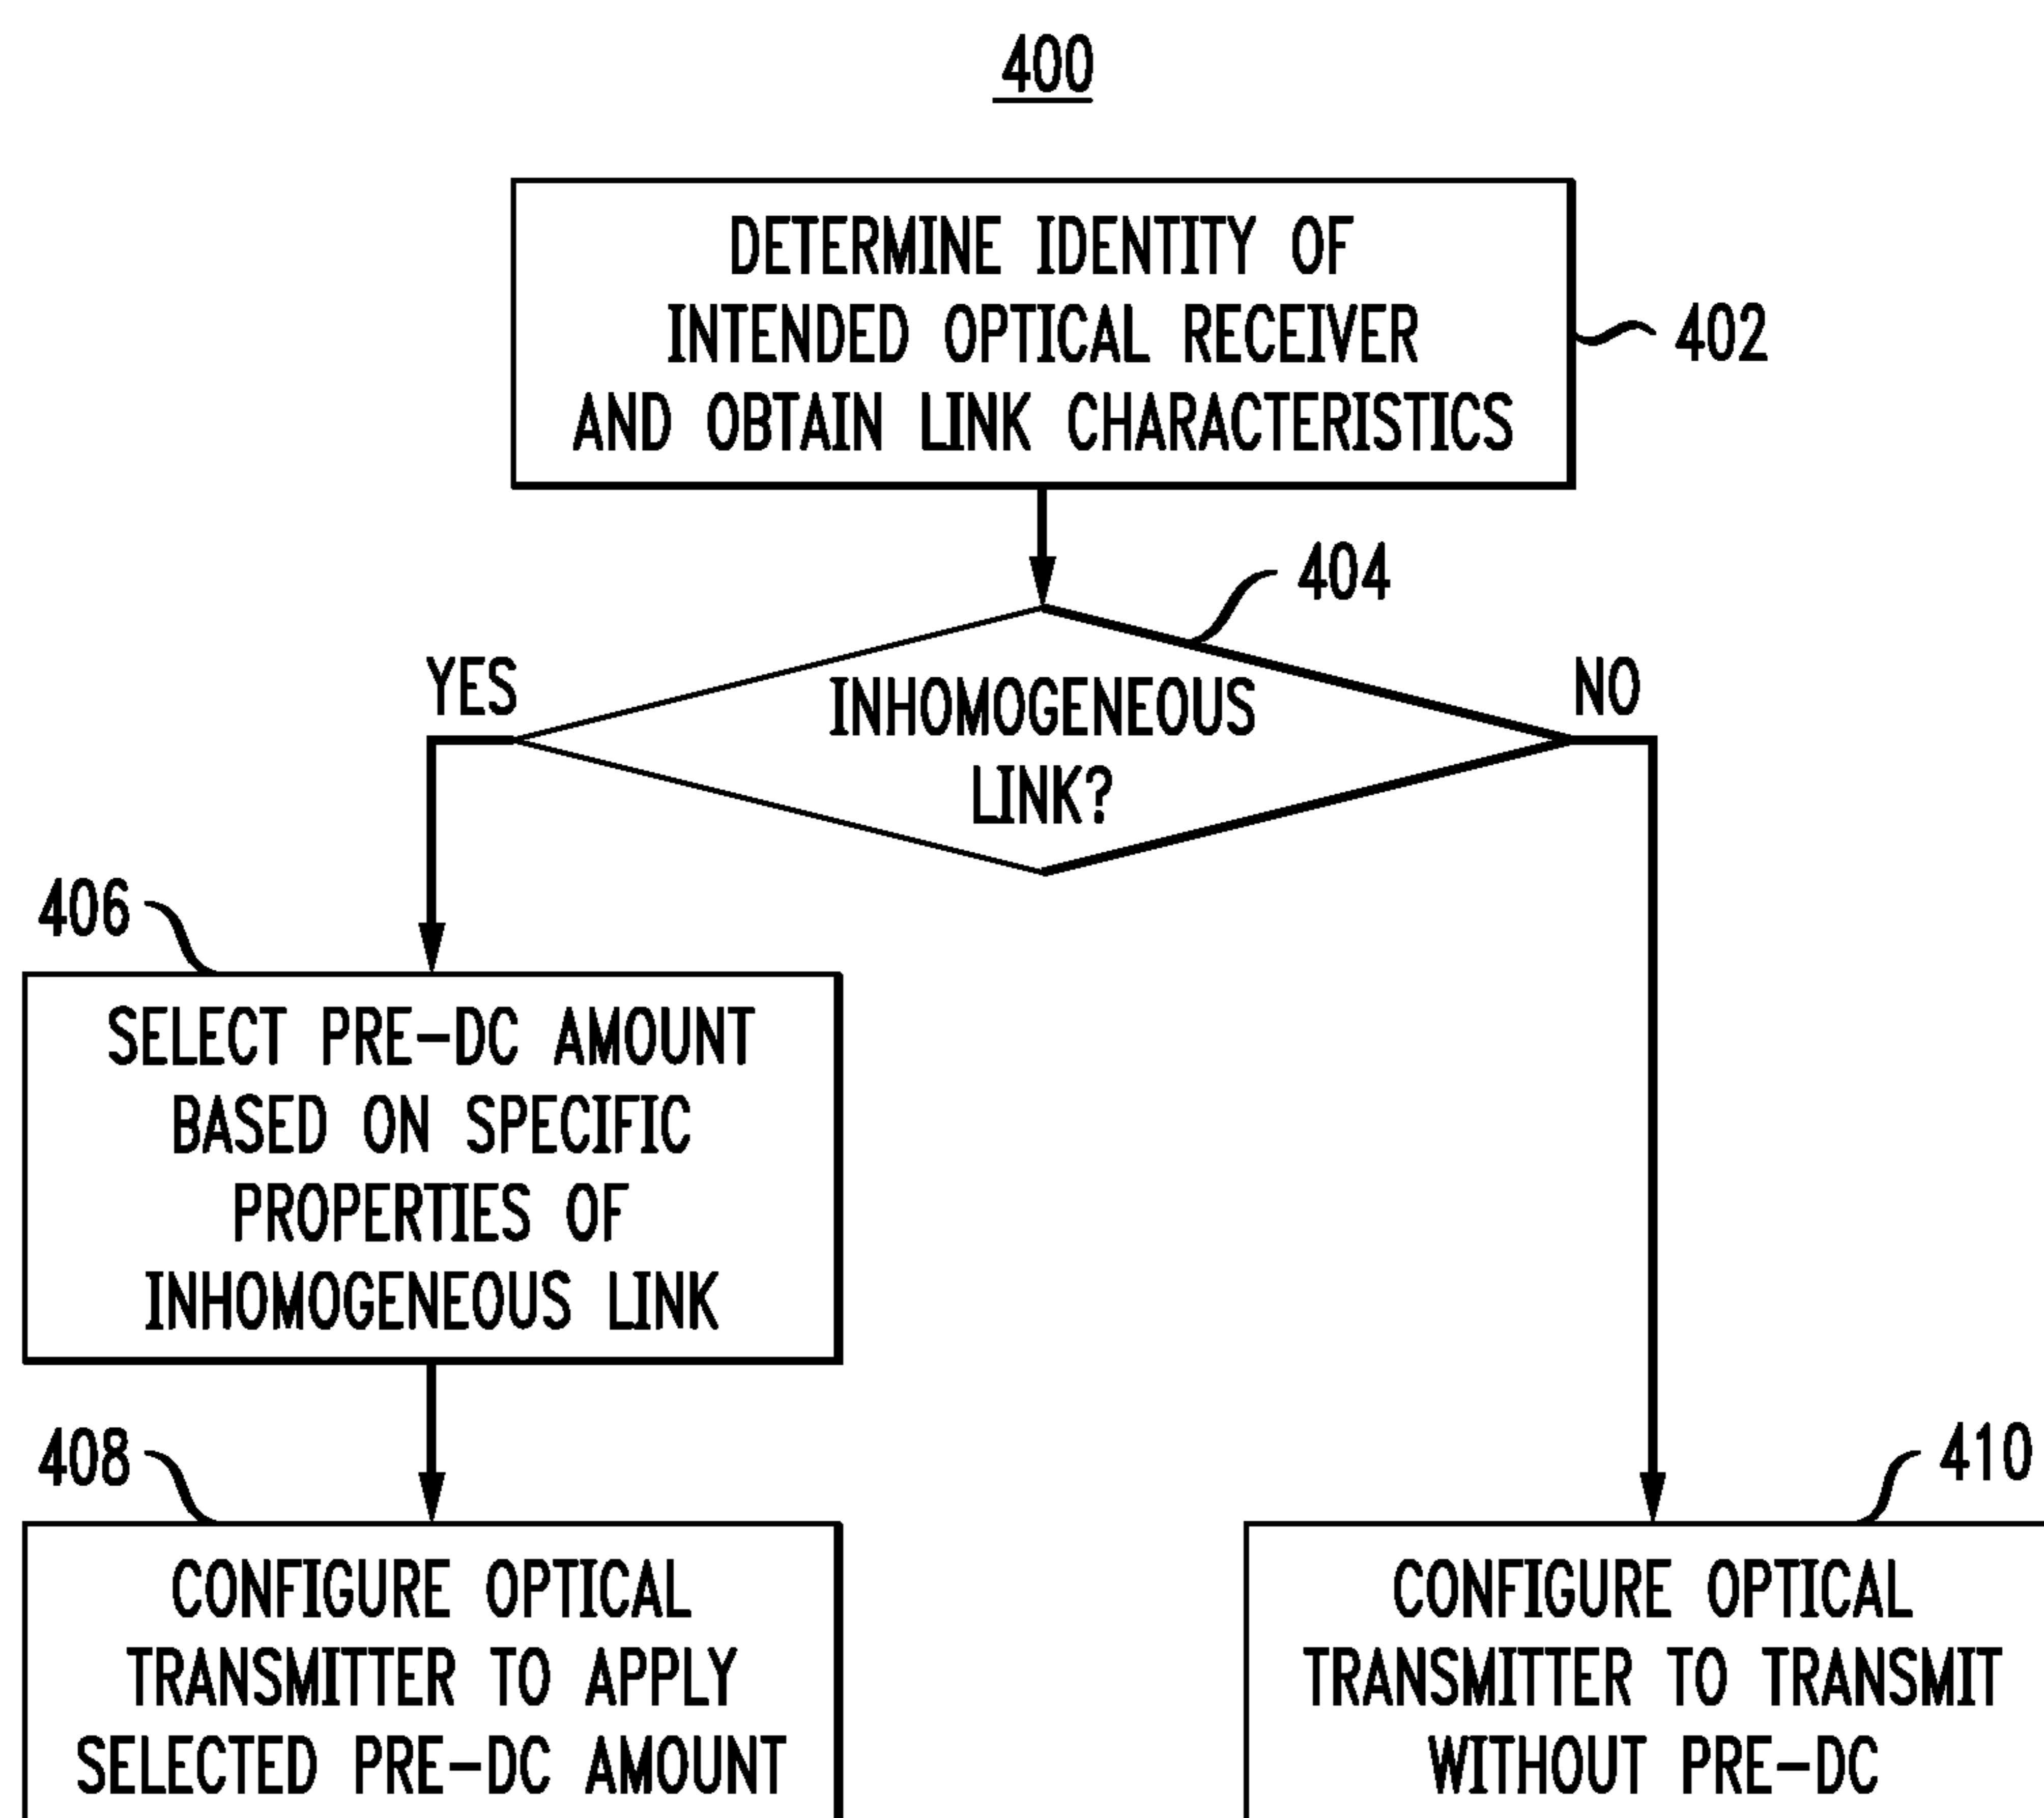 400
DETERMINE IDENTITY OF
INTENDED OPTICAL RECEIVER
AND OBTAIN LINK CHARACTERISTICS
402
404
YES
INHOMOGENEOUS
LINK?
NO
406
SELECT PRE-DC AMOUNT
BASED ON SPECIFIC
PROPERTIES OF
INHOMOGENEOUS LINK
408
CONFIGURE OPTICAL
TRANSMITTER TO APPLY
SELECTED PRE-DC AMOUNT
410
CONFIGURE OPTICAL
TRANSMITTER TO TRANSMIT
WITHOUT PRE-DC